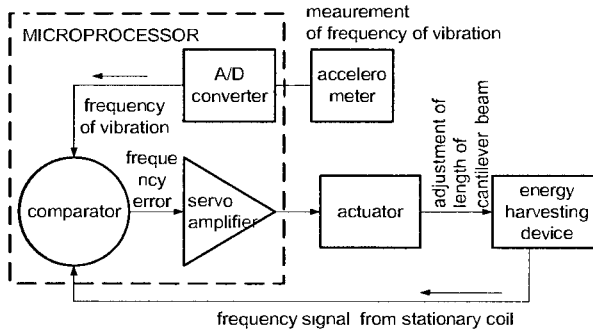 meaurement
of frequency of vibration
MICROPROCESSOR
A/D
converter
accelero
meter
frequency
of vibration
freque
ncy
error
comparator
servo
amplifier
actuator
adjustment of
length of
cantilever beam
energy
harvesting
device
frequency signal from stationary coil